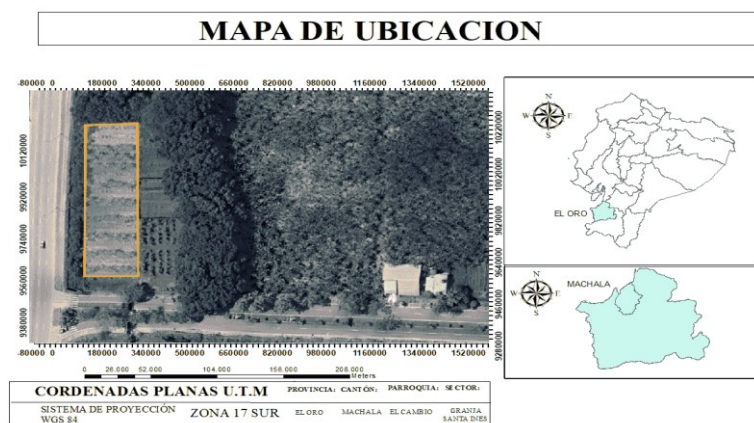 MAPA DE UBICACION
-80000 0 180000 340000 500000 660000 820000 980000 1160000 1340000 1520000
10120000
9920000
9740000
9560000
9380000
10220000
10020000
9820000
9640000
9460000
9280000
-80000 0 180000 340000 500000 660000 820000 980000 1160000 1340000 1520000
0 26.000 52.000 104.000 156.000 208.000
Meters
N
W E
S
EL ORO
N
W E
S
MACHALA
CORDENADAS PLANAS U.T.M PROVINCIA: CANTÓN: PARROQUIA: SECTOR:
SISTEMA DE PROYECCIÓN
WGS 84
ZONA 17 SUR EL ORO MACHALA EL CAMBIO GRANJA
SANTA INES